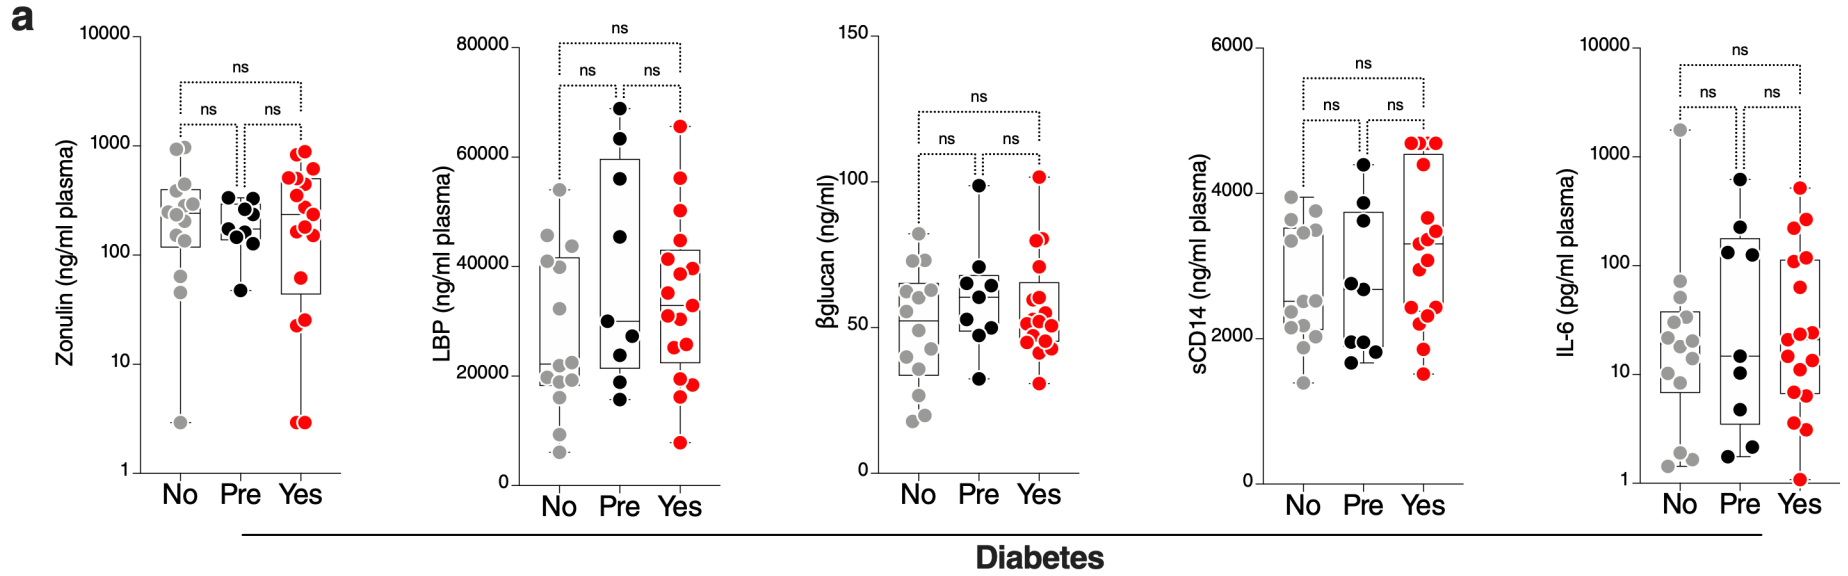 a
Zonulin (ng/ml plasma)
10000
1000
100
10
1
ns
ns
ns
No Pre Yes
LBP (ng/ml plasma)
80000
60000
40000
20000
0
ns
ns
ns
No Pre Yes
βglucan (ng/ml)
150
100
50
0
ns
ns
ns
No Pre Yes
sCD14 (ng/ml plasma)
6000
4000
2000
0
ns
ns
ns
No Pre Yes
IL-6 (pg/ml plasma)
10000
1000
100
10
1
ns
ns
ns
No Pre Yes
Diabetes